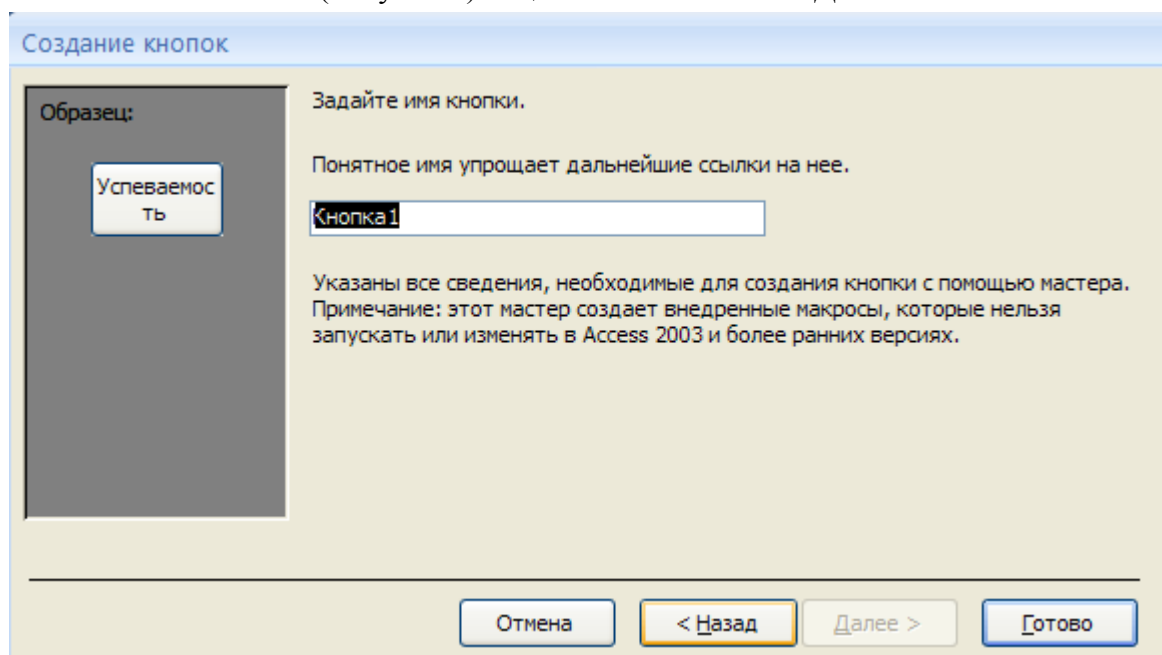 Создание кнопок
Образец:
Успеваемос
ть
Задайте имя кнопки.
Понятное имя упрощает дальнейшие ссылки на нее.
Кнопка1
Указаны все сведения, необходимые для создания кнопки с помощью мастера.
Примечание: этот мастер создает внедренные макросы, которые нельзя
запускать или изменять в Access 2003 и более ранних версиях.
Отмена
< Назад
Далее >
Готово